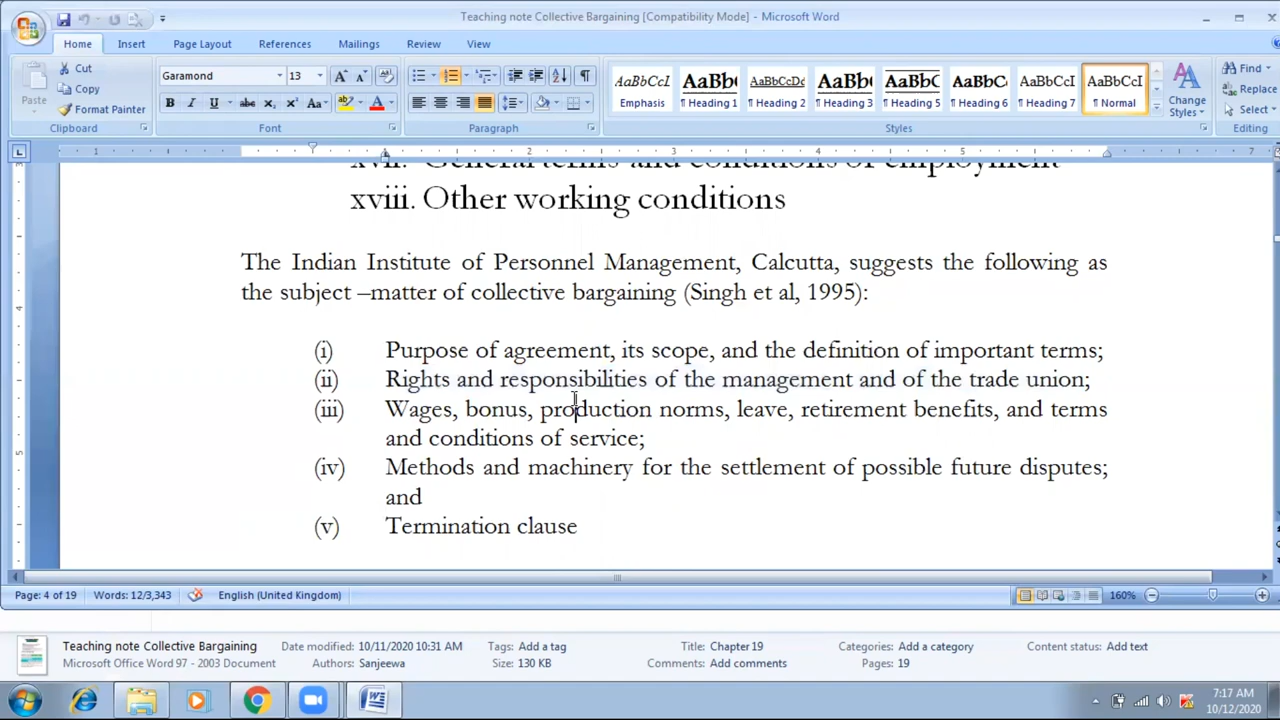 Teaching note Collective Bargaining [Compatibility Mode] - Microsoft Word
Home Insert Page Layout References Mailings Review View
Cut
Copy
Format Painter
Paste
Clipboard
Garamond 13
Font
Paragraph
AaBbCcI AaBb( AaBbCcDc AaBb( AaBbC AaBbC( AaBbCcI AaBbCcI
Emphasis ¶ Heading 1 ¶ Heading 2 ¶ Heading 3 ¶ Heading 5 ¶ Heading 6 ¶ Heading 7 ¶ Normal
Change Styles
Styles
Find
Replace
Select
Editing
xvii. General terms and conditions of employment
xviii. Other working conditions
The Indian Institute of Personnel Management, Calcutta, suggests the following as
the subject –matter of collective bargaining (Singh et al, 1995):
(i) Purpose of agreement, its scope, and the definition of important terms;
(ii) Rights and responsibilities of the management and of the trade union;
(iii) Wages, bonus, production norms, leave, retirement benefits, and terms
and conditions of service;
(iv) Methods and machinery for the settlement of possible future disputes;
and
(v) Termination clause
Page: 4 of 19 Words: 12/3,343 English (United Kingdom) 160%
Teaching note Collective Bargaining Date modified: 10/11/2020 10:31 AM Tags: Add a tag Title: Chapter 19 Categories: Add a category Content status: Add text
Microsoft Office Word 97 - 2003 Document Authors: Sanjeewa Size: 130 KB Comments: Add comments Pages: 19
7:17 AM
10/12/2020